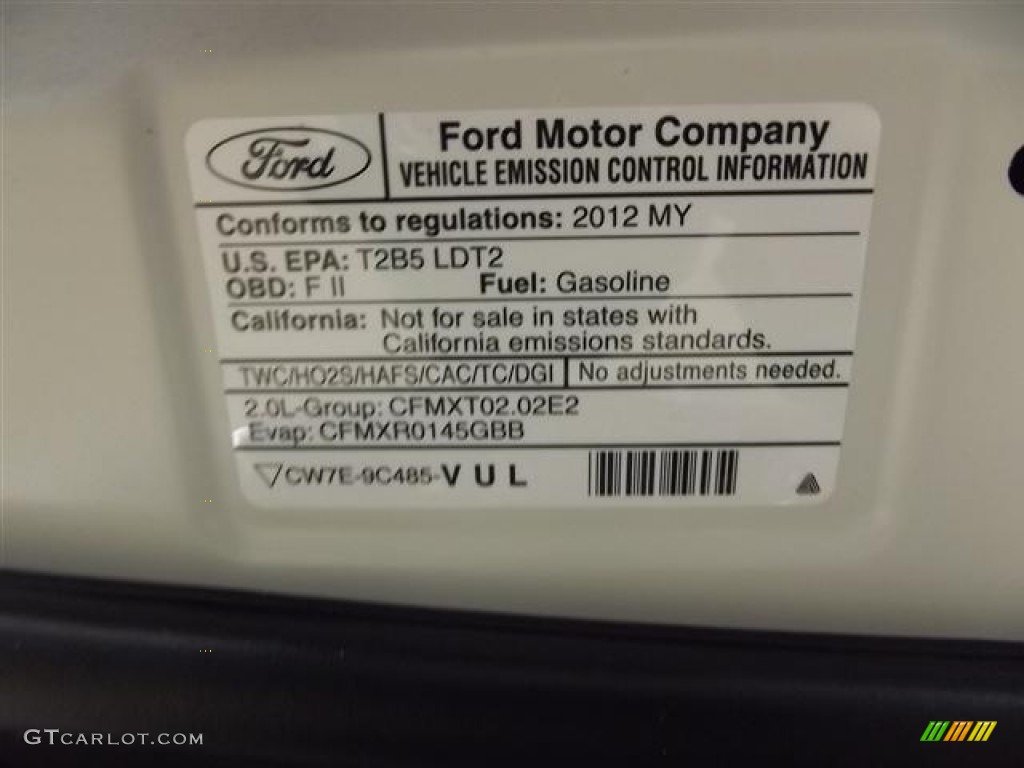 Ford
Ford Motor Company
VEHICLE EMISSION CONTROL INFORMATION
Conforms to regulations: 2012 MY
U.S. EPA: T2B5 LDT2
OBD: F II Fuel: Gasoline
California: Not for sale in states with
California emissions standards.
TWC/HO2S/HAFS/CAC/TC/DGI No adjustments needed.
2.0L-Group: CFMXT02.02E2
Evap: CFMXR0145GBB
CW7E-9C485-VUL
GTCARLOT.COM